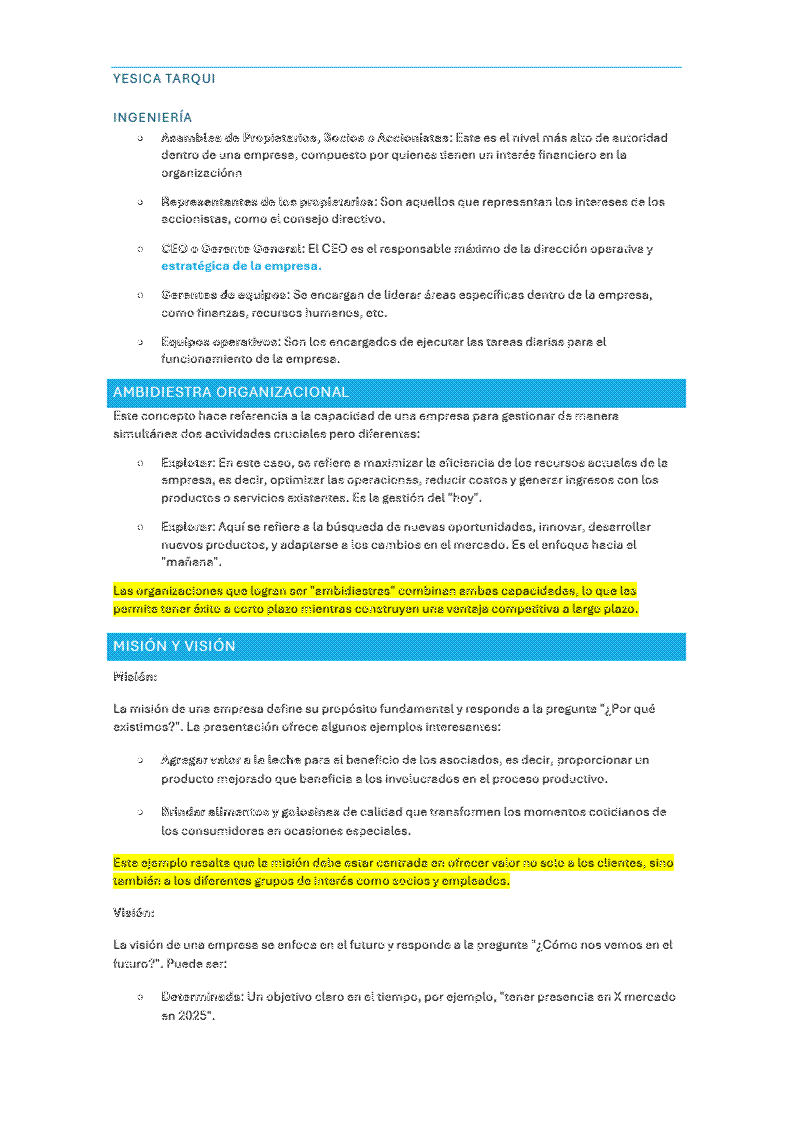 YESICA TARQUI
INGENIERÍA
○ Asamblea de Propietarios, Socios o Accionistas: Este es el nivel más alto de autoridad
dentro de una empresa, compuesto por quienes tienen un interés financiero en la
organizaciónn
○ Representantes de los propietarios: Son aquellos que representan los intereses de los
accionistas, como el consejo directivo.
○ CEO o Gerente General: El CEO es el responsable máximo de la dirección operativa y
estratégica de la empresa.
○ Gerentes de equipos: Se encargan de liderar áreas específicas dentro de la empresa,
como finanzas, recursos humanos, etc.
○ Equipos operativos: Son los encargados de ejecutar las tareas diarias para el
funcionamiento de la empresa.
AMBIDIESTRA ORGANIZACIONAL
Este concepto hace referencia a la capacidad de una empresa para gestionar de manera
simultánea dos actividades cruciales pero diferentes:
○ Explotar: En este caso, se refiere a maximizar la eficiencia de los recursos actuales de la
empresa, es decir, optimizar las operaciones, reducir costos y generar ingresos con los
productos o servicios existentes. Es la gestión del "hoy".
○ Explorar: Aquí se refiere a la búsqueda de nuevas oportunidades, innovar, desarrollar
nuevos productos, y adaptarse a los cambios en el mercado. Es el enfoque hacia el
"mañana".
Las organizaciones que logran ser "ambidiestras" combinan ambas capacidades, lo que les
permite tener éxito a corto plazo mientras construyen una ventaja competitiva a largo plazo.
MISIÓN Y VISIÓN
Misión:
La misión de una empresa define su propósito fundamental y responde a la pregunta "¿Por qué
existimos?". La presentación ofrece algunos ejemplos interesantes:
○ Agregar valor a la leche para el beneficio de los asociados, es decir, proporcionar un
producto mejorado que beneficia a los involucrados en el proceso productivo.
○ Brindar alimentos y golosinas de calidad que transformen los momentos cotidianos de
los consumidores en ocasiones especiales.
Este ejemplo resalta que la misión debe estar centrada en ofrecer valor no solo a los clientes, sino
también a los diferentes grupos de interés como socios y empleados.
Visión:
La visión de una empresa se enfoca en el futuro y responde a la pregunta "¿Cómo nos vemos en el
futuro?". Puede ser:
○ Determinada: Un objetivo claro en el tiempo, por ejemplo, "tener presencia en X mercado
en 2025".